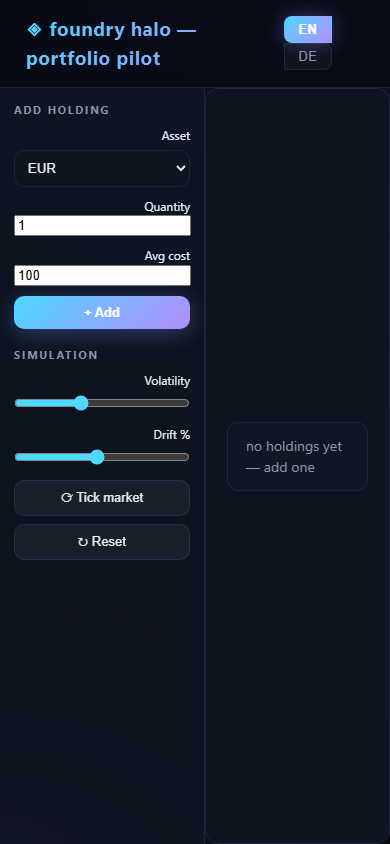 ◈ foundry halo —
portfolio pilot
EN
DE
ADD HOLDING
Asset
EUR
Quantity
1
Avg cost
100
+ Add
SIMULATION
Volatility
Drift %
⟳ Tick market
↻ Reset
no holdings yet
— add one